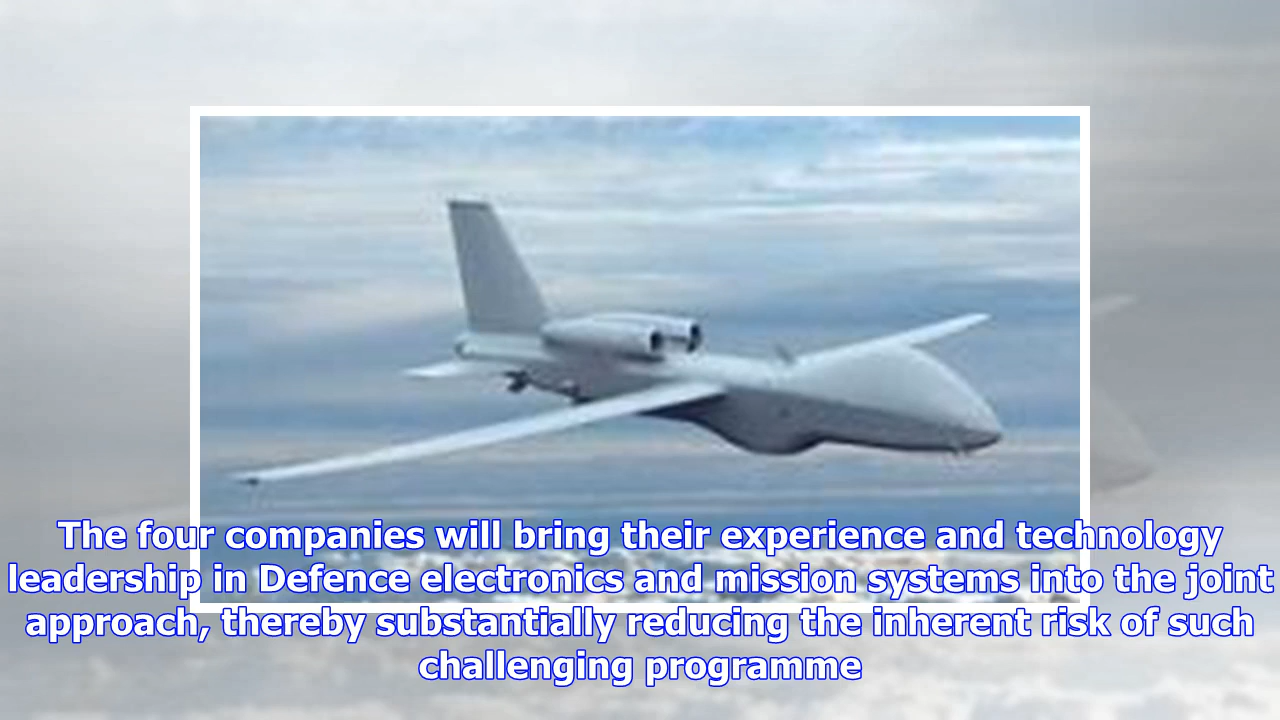 The four companies will bring their experience and technology
leadership in Defence electronics and mission systems into the joint
approach, thereby substantially reducing the inherent risk of such
challenging programme